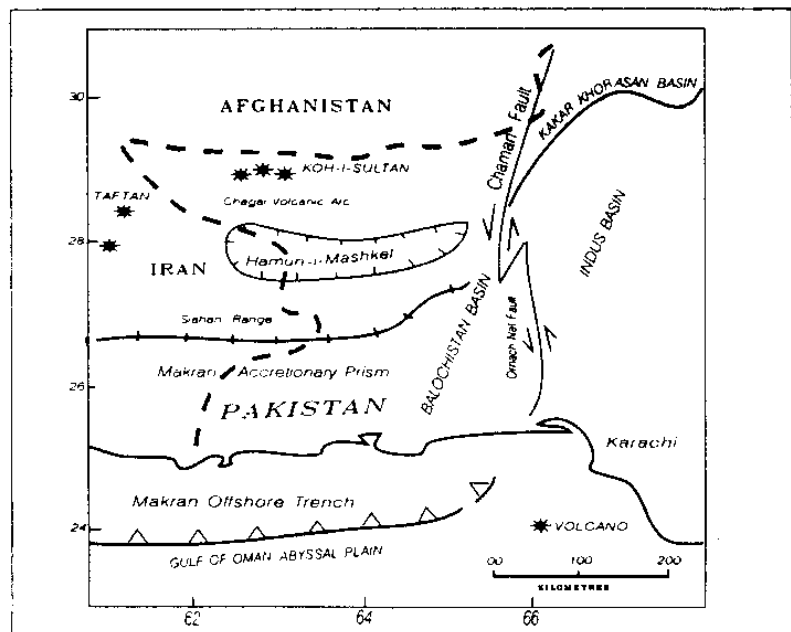 30
AFGHANISTAN
Chaman Fault
KAKAR KHORASAN BASIN
KOH-I-SULTAN
TAFTAN
Chagai Volcanic Arc
28
IRAN
Hamun-i-Mashkel
INDUS BASIN
Siahan Range
BALOCHISTAN BASIN
Ornach Nal Fault
Makran Accretionary Prism
26
PAKISTAN
Karachi
Makran Offshore Trench
24
VOLCANO
GULF OF OMAN ABYSSAL PLAIN
00 100 200
KILOMETRES
62 64 66